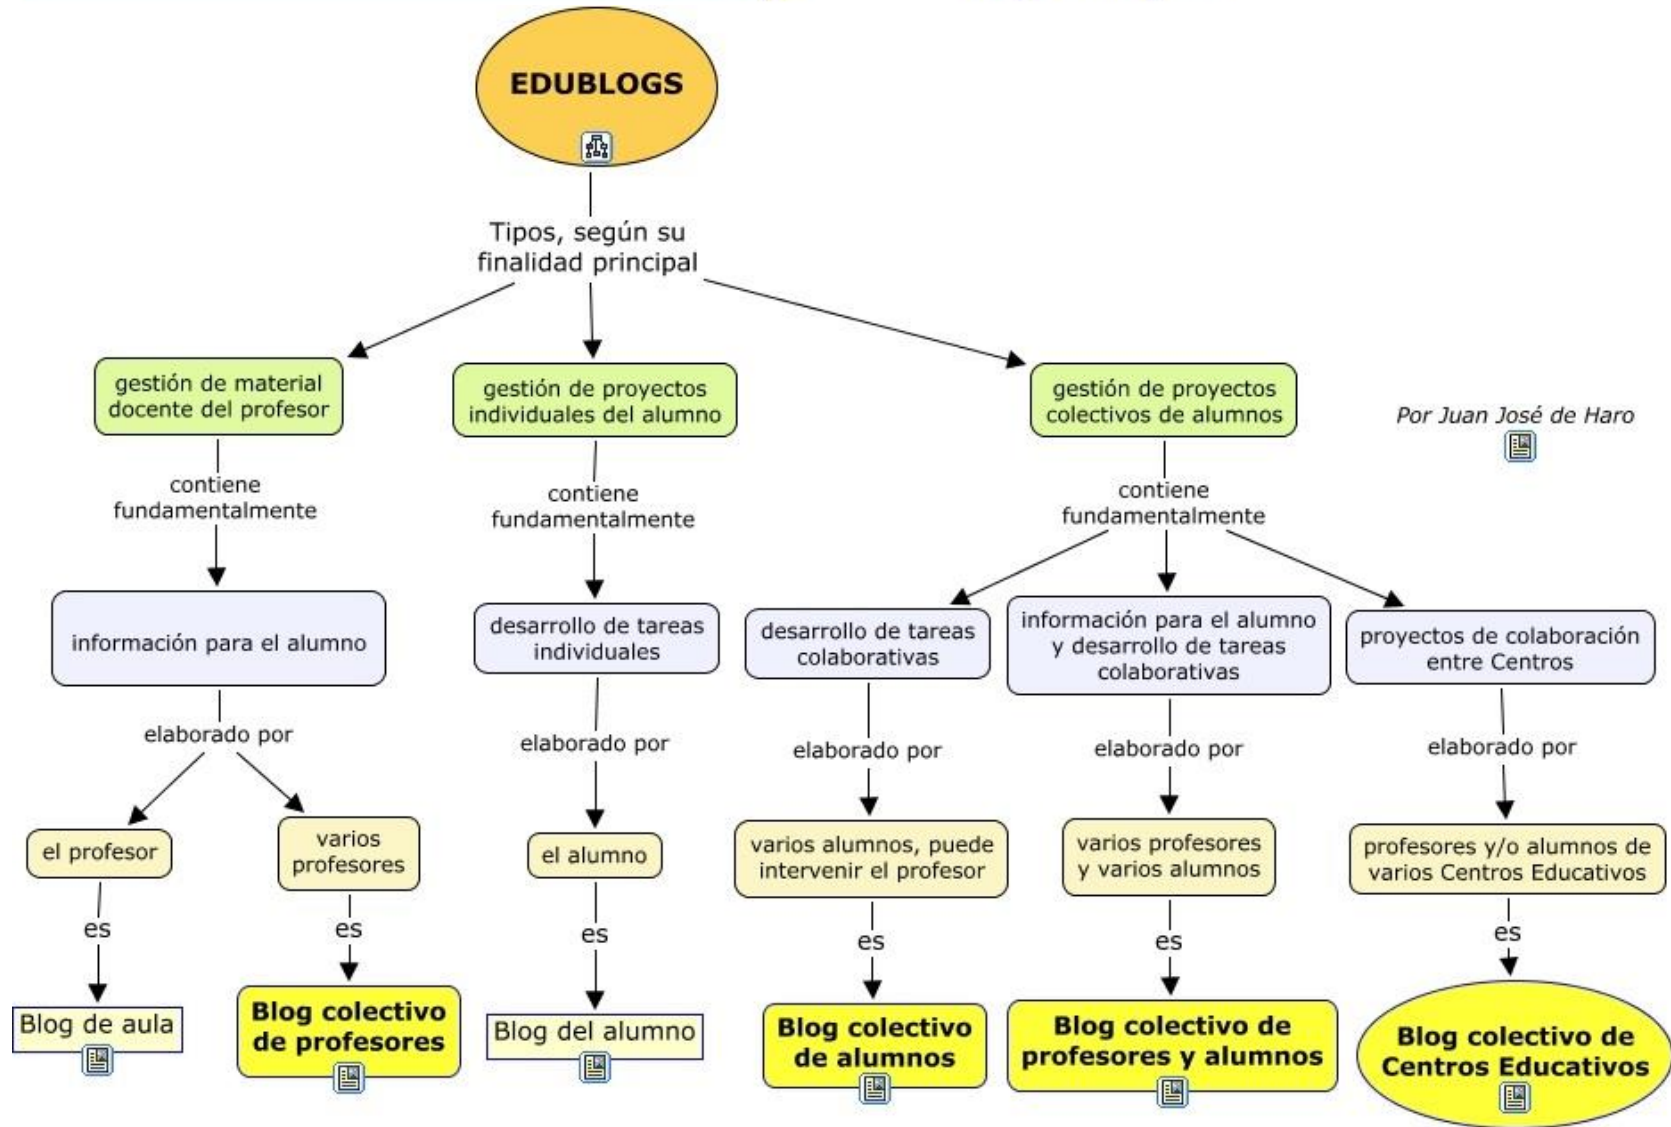 EDUBLOGS
Tipos, según su
finalidad principal
gestión de material
docente del profesor
gestión de proyectos
individuales del alumno
gestión de proyectos
colectivos de alumnos
Por Juan José de Haro
contiene
fundamentalmente
contiene
fundamentalmente
contiene
fundamentalmente
información para el alumno
desarrollo de tareas
individuales
desarrollo de tareas
colaborativas
información para el alumno
y desarrollo de tareas
colaborativas
proyectos de colaboración
entre Centros
elaborado por
elaborado por
elaborado por
elaborado por
elaborado por
el profesor
varios
profesores
el alumno
varios alumnos, puede
intervenir el profesor
varios profesores
y varios alumnos
profesores y/o alumnos de
varios Centros Educativos
es
es
es
es
es
es
Blog de aula
Blog colectivo
de profesores
Blog del alumno
Blog colectivo
de alumnos
Blog colectivo de
profesores y alumnos
Blog colectivo de
Centros Educativos